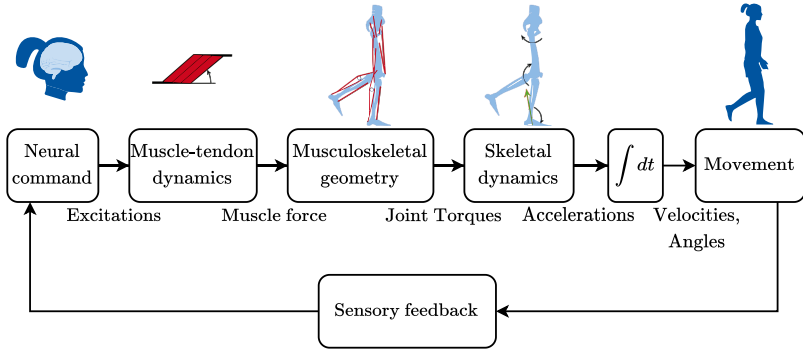 Neural
command
Muscle-tendon
dynamics
Musculoskeletal
geometry
Skeletal
dynamics
∫ dt
Movement
Excitations
Muscle force
Joint Torques
Accelerations
Velocities,
Angles
Sensory feedback